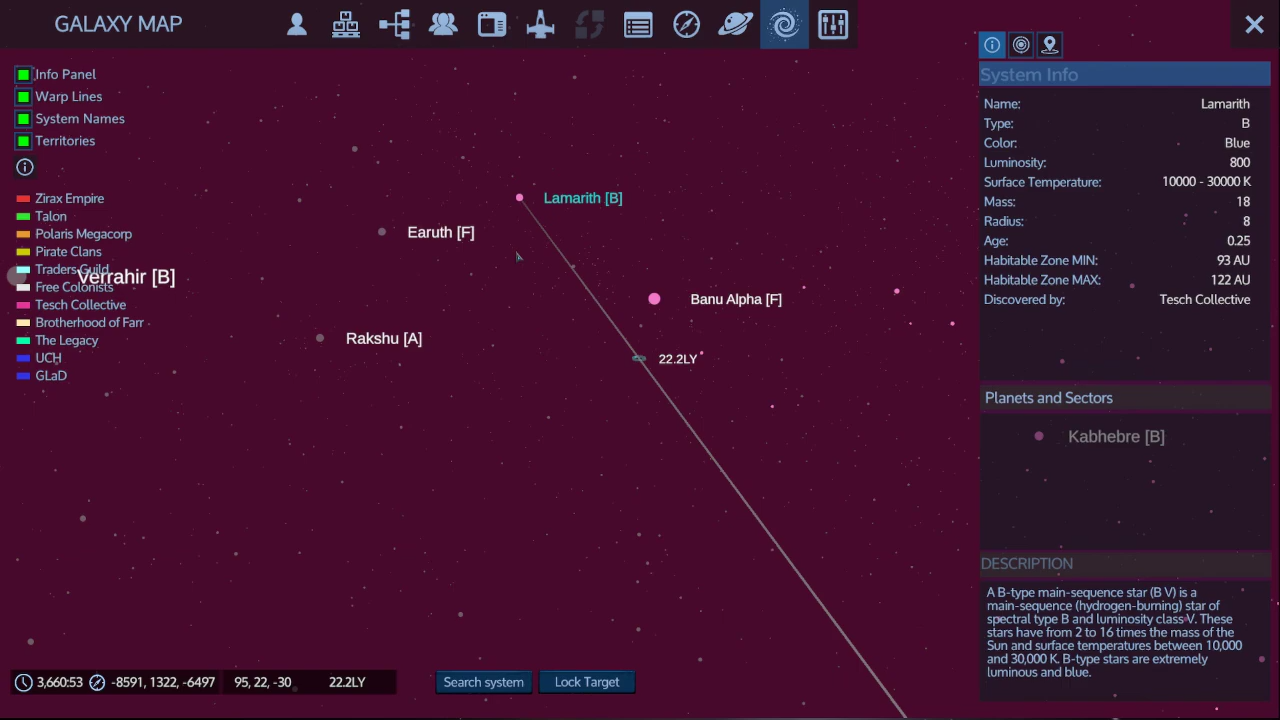 GALAXY MAP
Info Panel
Warp Lines
System Names
Territories
Zirax Empire
Talon
Polaris Megacorp
Pirate Clans
Traders Guild
Free Colonists
Tesch Collective
Brotherhood of Farr
The Legacy
UCH
GLaD
Verrahir [B]
Lamarith [B]
Earuth [F]
Banu Alpha [F]
Rakshu [A]
22.2LY
System Info
Name: Lamarith
Type: B
Color: Blue
Luminosity: 800
Surface Temperature: 10000 - 30000 K
Mass: 18
Radius: 8
Age: 0.25
Habitable Zone MIN: 93 AU
Habitable Zone MAX: 122 AU
Discovered by: Tesch Collective
Planets and Sectors
Kabhebre [B]
DESCRIPTION
A B-type main-sequence star (B V) is a
main-sequence (hydrogen-burning) star of
spectral type B and luminosity class V. These
stars have from 2 to 16 times the mass of the
Sun and surface temperatures between 10,000
and 30,000 K. B-type stars are extremely
luminous and blue.
3,660:53 -8591, 1322, -6497 95, 22, -30 22.2LY
Search system
Lock Target